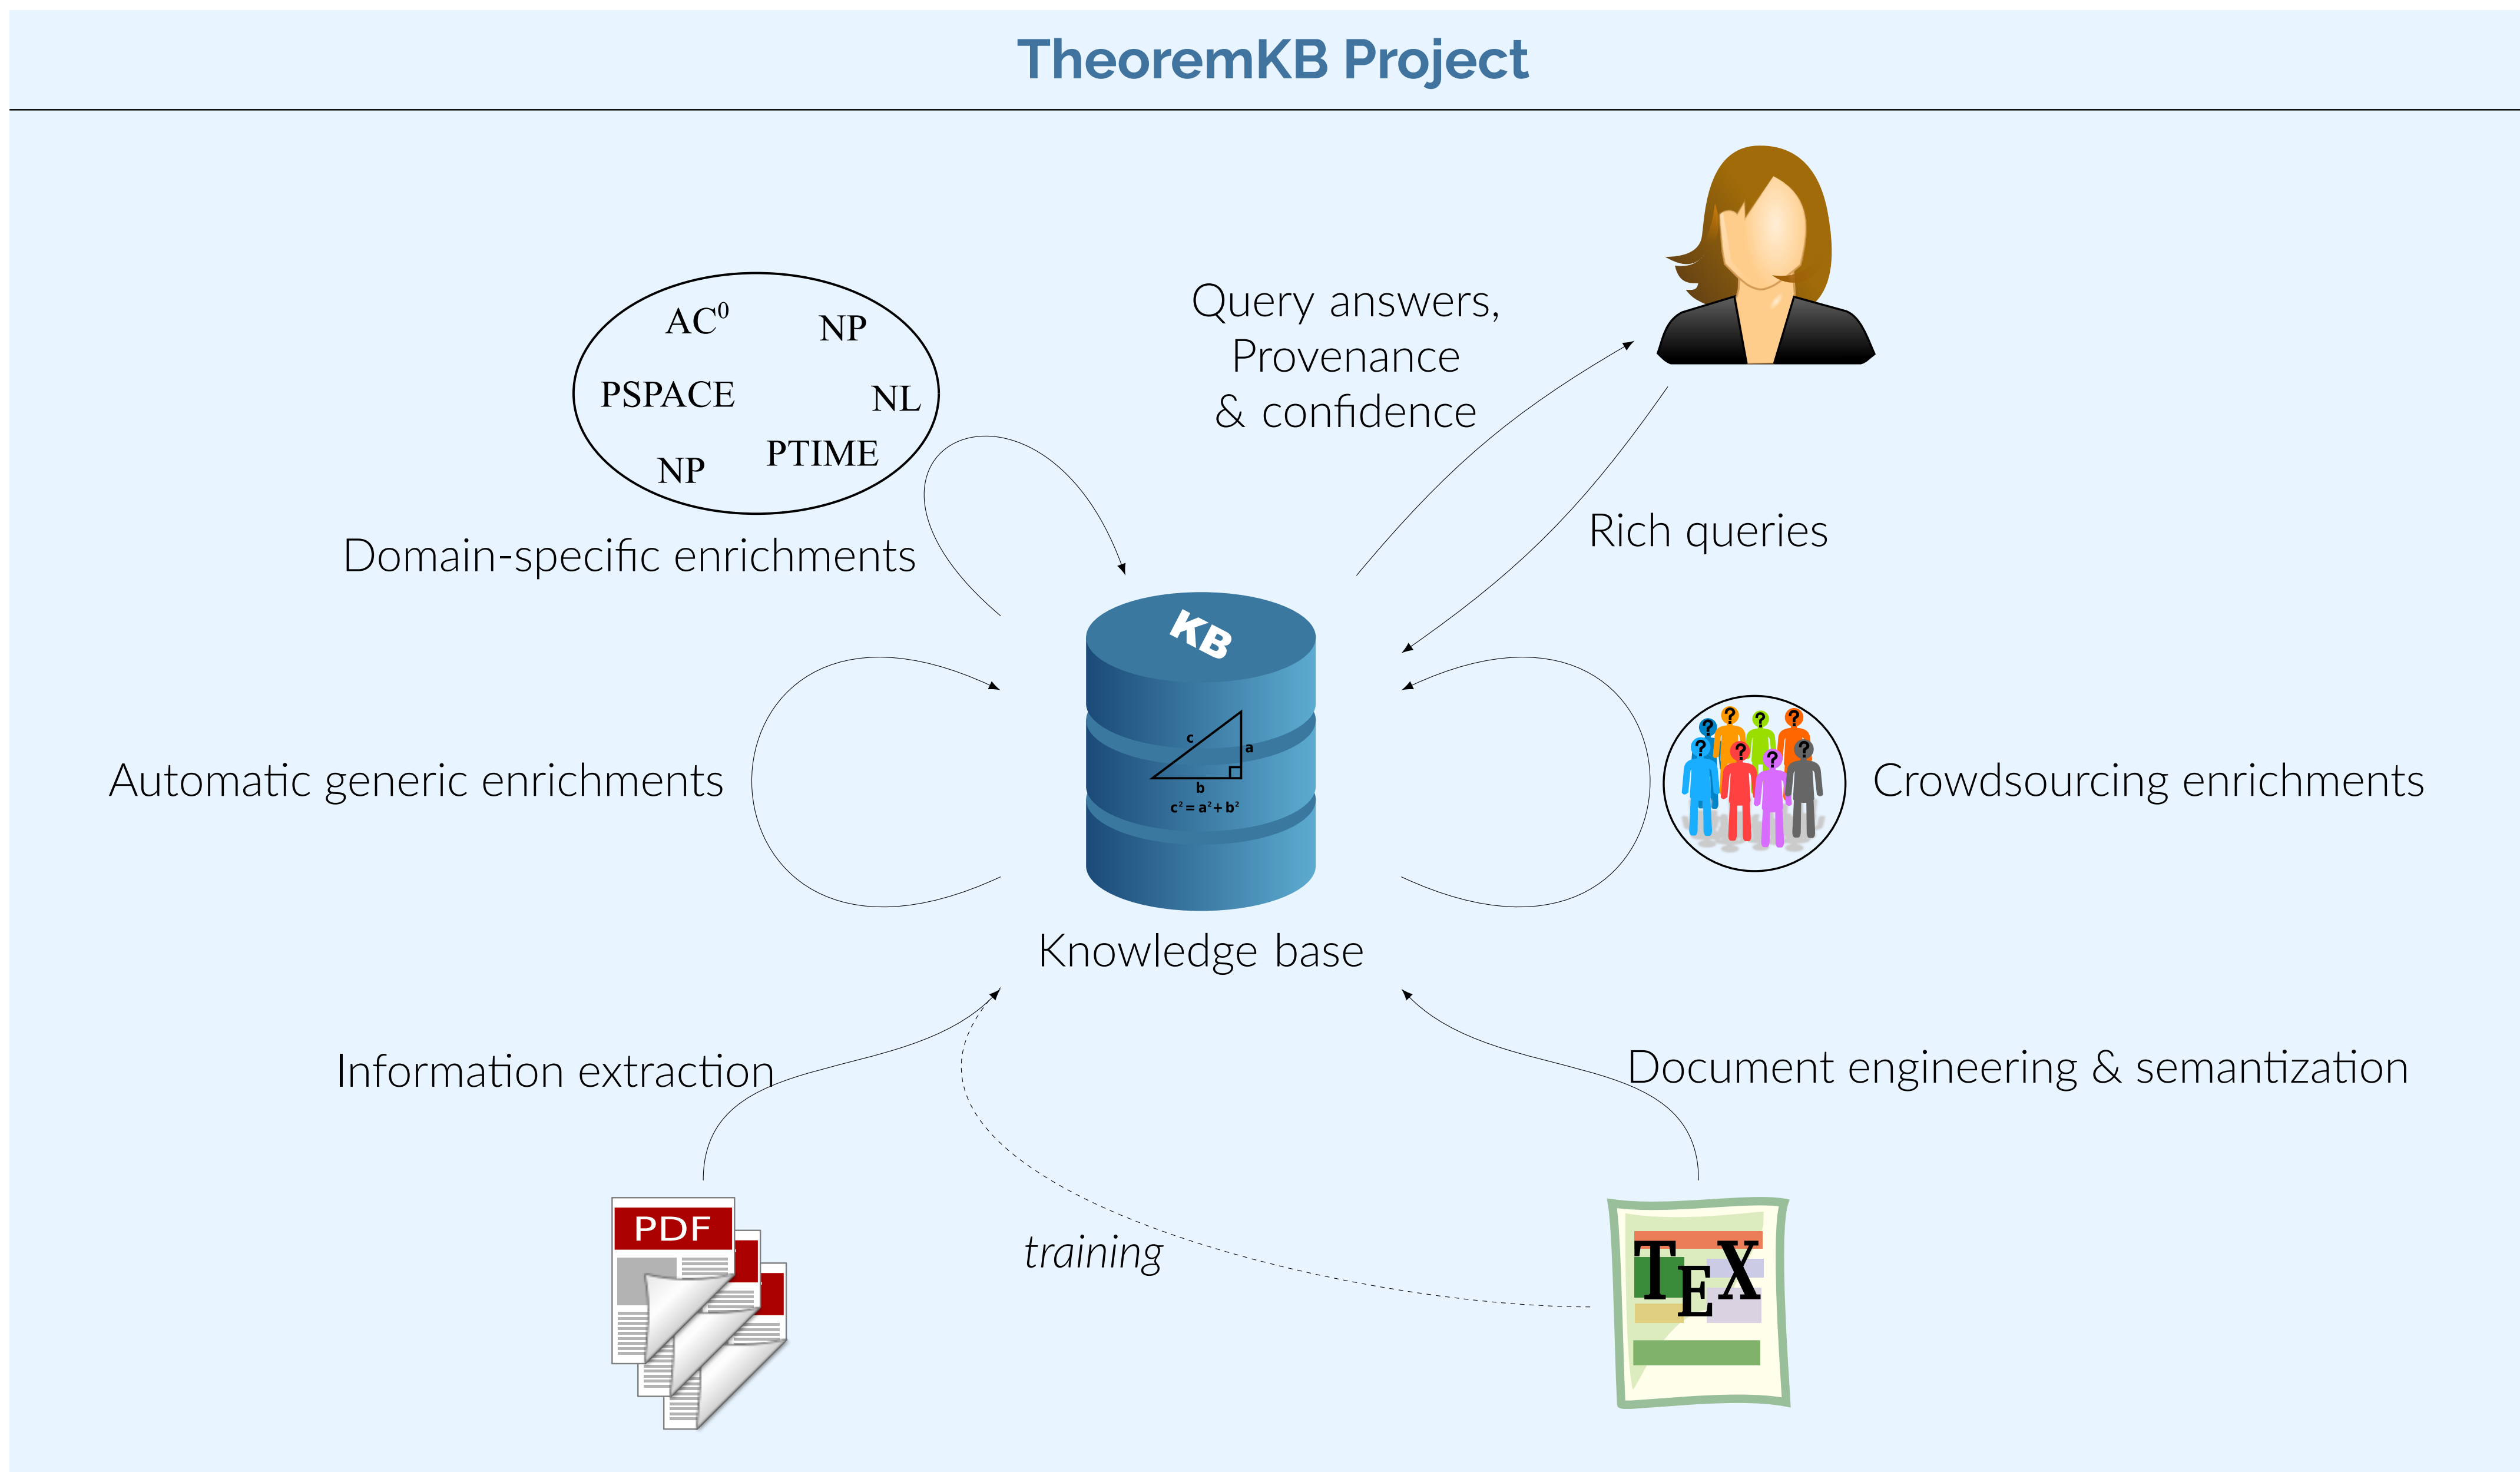 TheoremKB Project
AC⁰
NP
PSPACE
NL
PTIME
NP
Domain-specific enrichments
Query answers,
Provenance
& confidence
Rich queries
KB
c
a
b
c² = a² + b²
Automatic generic enrichments
? ? ? ?
? ? ? ?
Crowdsourcing enrichments
Knowledge base
Information extraction
Document engineering & semantization
training
PDF
TEX